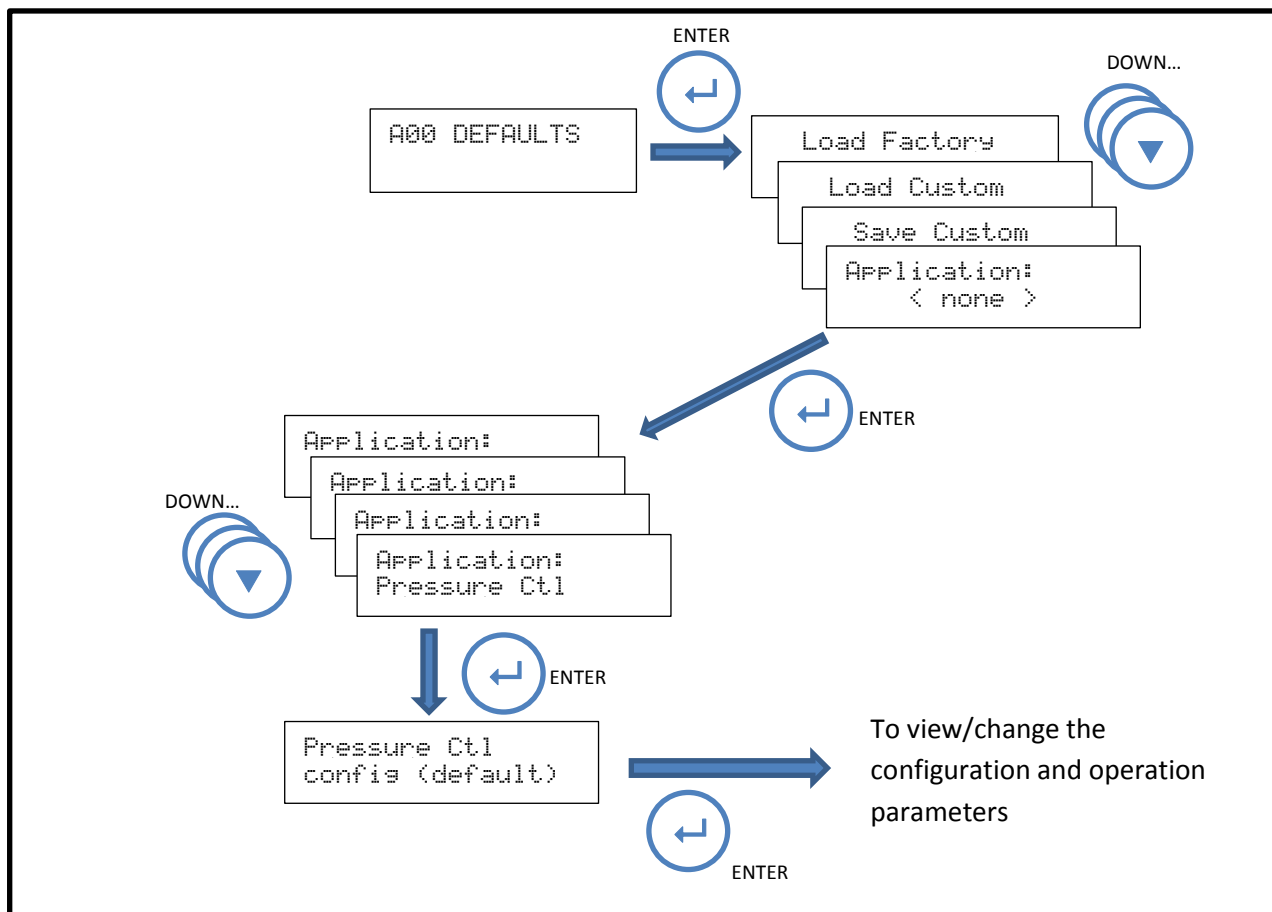 ENTER
DOWN...
A00 DEFAULTS
Load Factory
Load Custom
Save Custom
Application:
< none >
ENTER
Application:
Application:
Application:
DOWN...
Application:
Pressure Ctl
ENTER
Pressure Ctl
config (default)
To view/change the
configuration and operation
parameters
ENTER